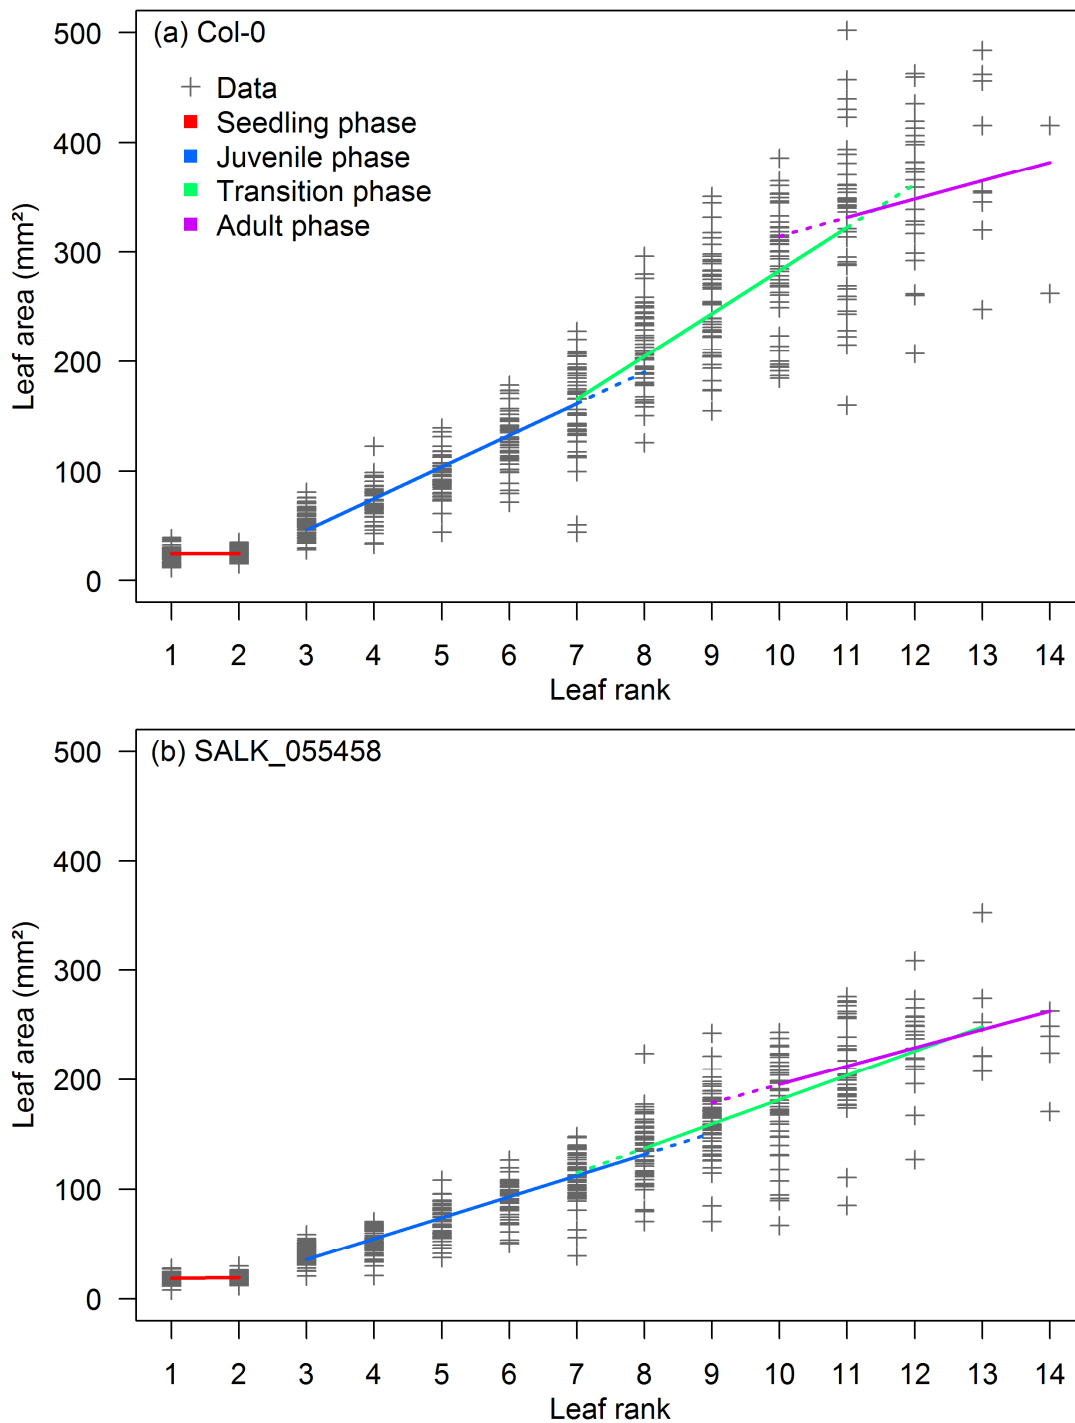 (a) Col-0
Data
Seedling phase
Juvenile phase
Transition phase
Adult phase
500
400
300
200
100
0
Leaf area (mm²)
1 2 3 4 5 6 7 8 9 10 11 12 13 14
Leaf rank
(b) SALK_055458
500
400
300
200
100
0
Leaf area (mm²)
1 2 3 4 5 6 7 8 9 10 11 12 13 14
Leaf rank